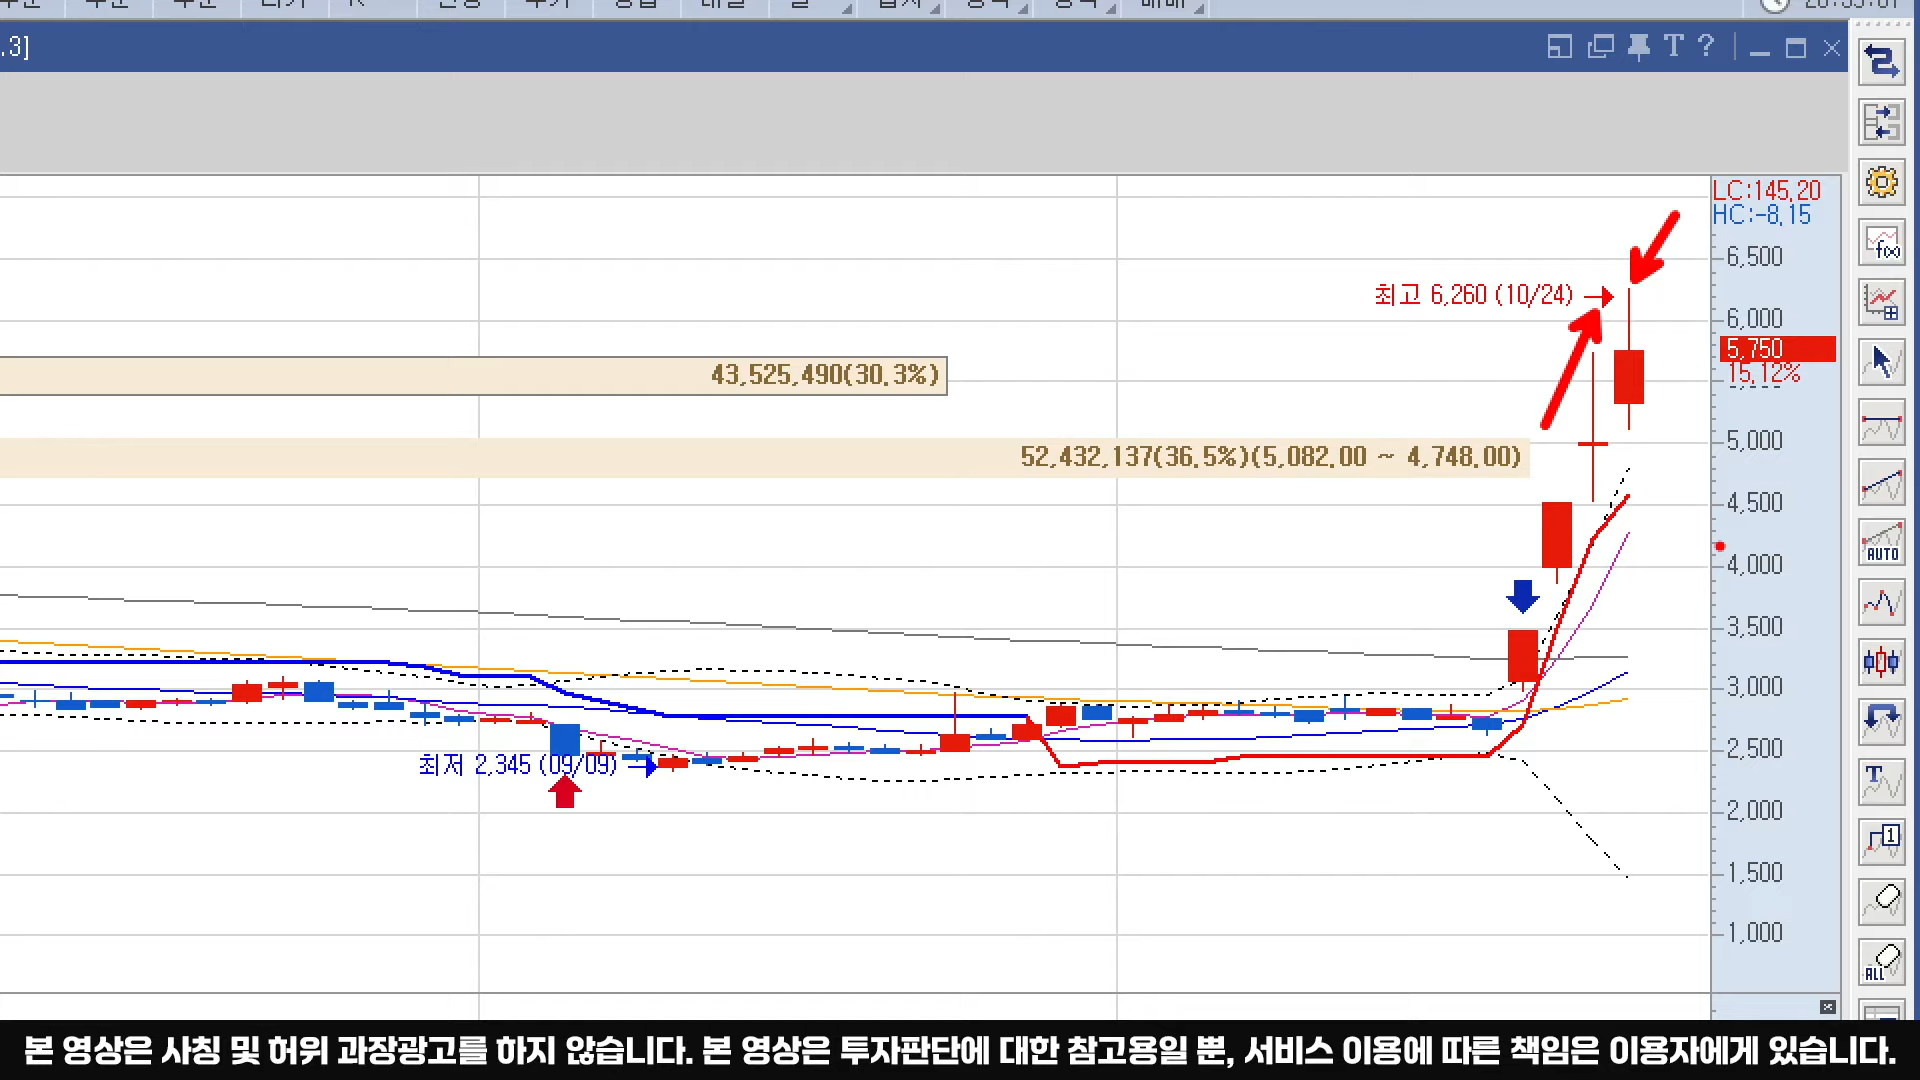 .3]
T ?
LC:145.20
HC:-8.15
6,500
최고 6,260 (10/24)
6,000
5,750
15.12%
43,525,490(30.3%)
5,000
52,432,137(36.5%)(5,082.00 ~ 4,748.00)
4,500
4,000
AUTO
3,500
3,000
2,500
최저 2,345 (09/09)
T
2,000
1
1,500
1,000
ALL
f(x)
본 영상은 사칭 및 허위 과장광고를 하지 않습니다. 본 영상은 투자판단에 대한 참고용일 뿐, 서비스 이용에 따른 책임은 이용자에게 있습니다.